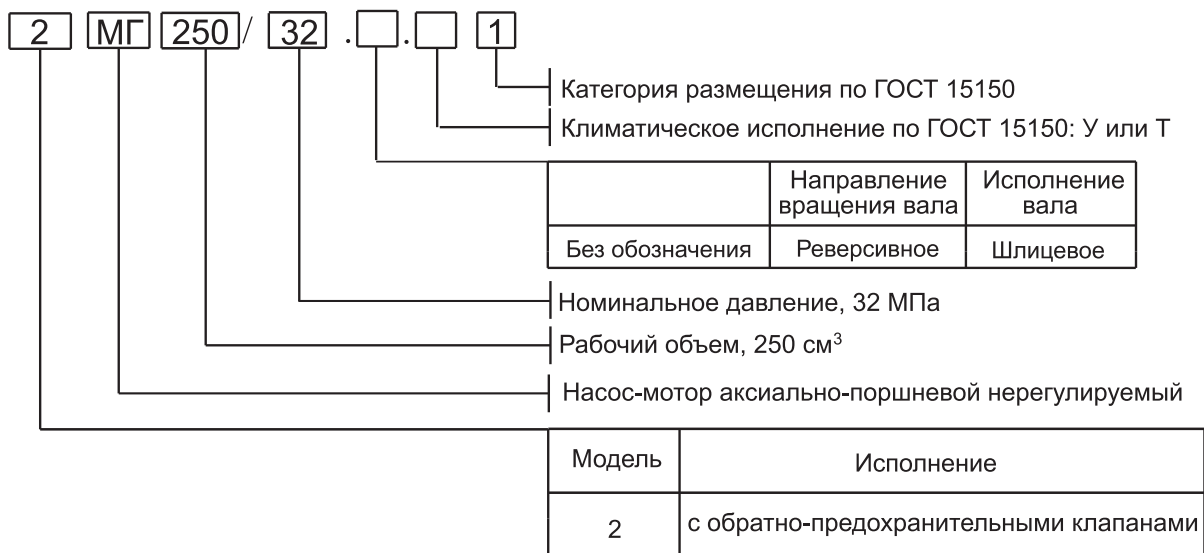 2 МГ 250 / 32 . . 1
Категория размещения по ГОСТ 15150
Климатическое исполнение по ГОСТ 15150: У или Т
Направление вращения вала
Исполнение вала
Без обозначения
Реверсивное
Шлицевое
Номинальное давление, 32 МПа
Рабочий объем, 250 см³
Насос-мотор аксиально-поршневой нерегулируемый
Модель
Исполнение
2
с обратно-предохранительными клапанами